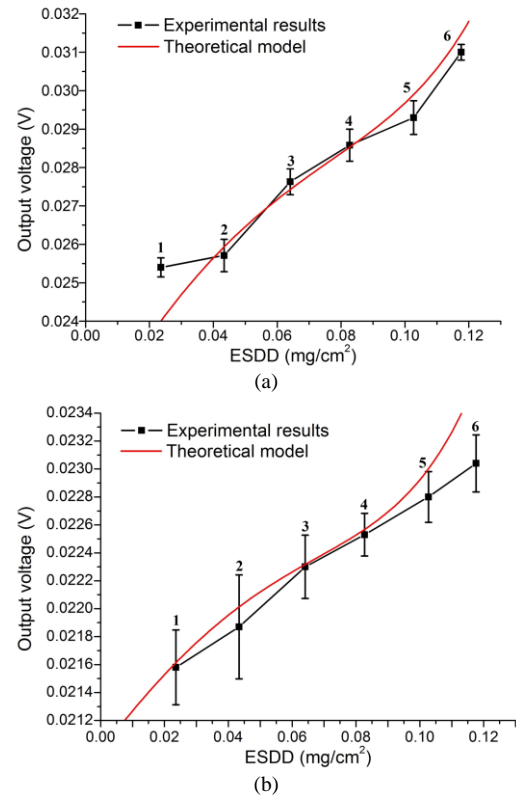 0.032
0.031
0.030
0.029
0.028
0.027
0.026
0.025
0.024
Output voltage (V)
Experimental results
Theoretical model
1
2
3
4
5
6
0.00 0.02 0.04 0.06 0.08 0.10 0.12
ESDD (mg/cm²)
(a)
0.0234
0.0232
0.0230
0.0228
0.0226
0.0224
0.0222
0.0220
0.0218
0.0216
0.0214
0.0212
Output voltage (V)
Experimental results
Theoretical model
1
2
3
4
5
6
0.00 0.02 0.04 0.06 0.08 0.10 0.12
ESDD (mg/cm²)
(b)